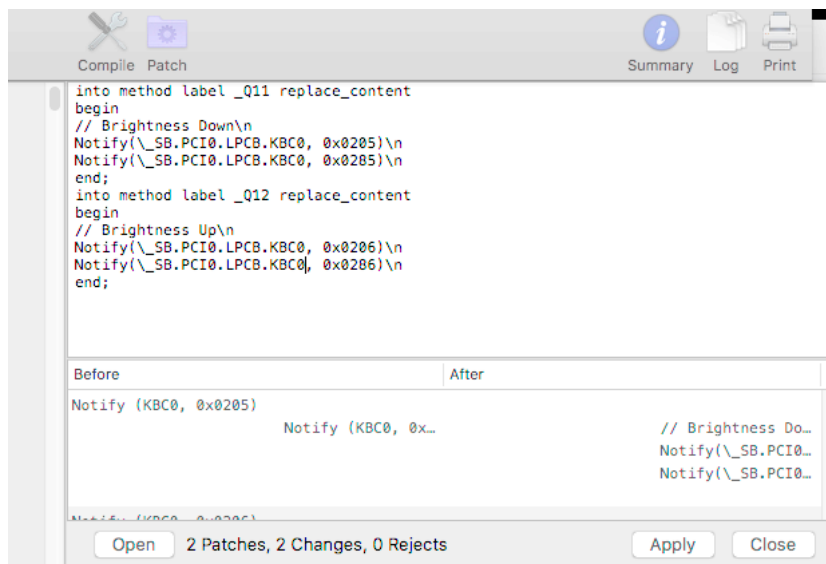 Compile Patch Summary Log Print
into method label _Q11 replace_content
begin
// Brightness Down\n
Notify(\_SB.PCI0.LPCB.KBC0, 0x0205)\n
Notify(\_SB.PCI0.LPCB.KBC0, 0x0285)\n
end;
into method label _Q12 replace_content
begin
// Brightness Up\n
Notify(\_SB.PCI0.LPCB.KBC0, 0x0206)\n
Notify(\_SB.PCI0.LPCB.KBC0, 0x0286)\n
end;
Before After
Notify (KBC0, 0x0205)
Notify (KBC0, 0x… // Brightness Do…
Notify(\_SB.PCI0…
Notify(\_SB.PCI0…
Notify (KBC0, 0x0206)
Open 2 Patches, 2 Changes, 0 Rejects Apply Close